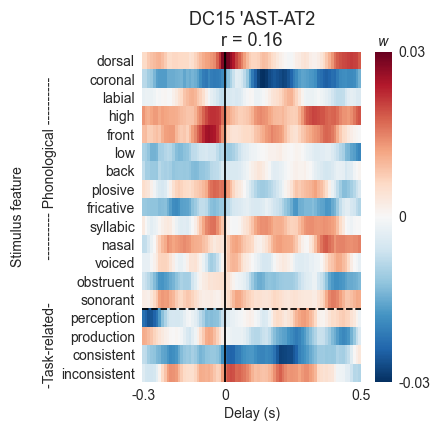 DC15 'AST-AT2
r = 0.16
w
dorsal
coronal
labial
high
front
low
back
plosive
fricative
syllabic
nasal
voiced
obstruent
sonorant
perception
production
consistent
inconsistent
Stimulus feature
-Task-related- ---------- Phonological ----------
0.03
0
-0.03
-0.3 0 0.5
Delay (s)